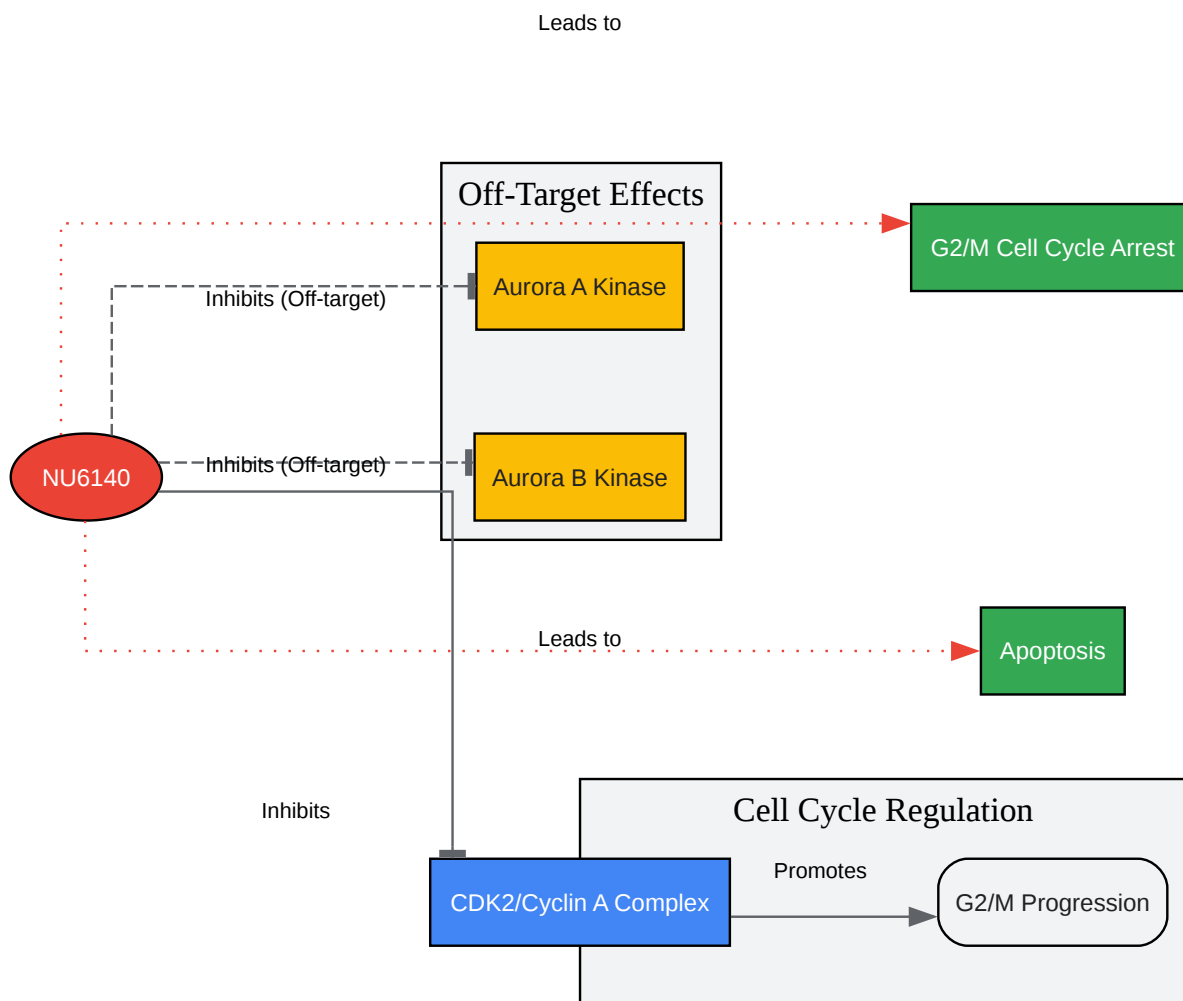 Leads to
Off-Target Effects
G2/M Cell Cycle Arrest
Aurora A Kinase
Inhibits (Off-target)
Inhibits (Off-target)
NU6140
Aurora B Kinase
Leads to
Apoptosis
Inhibits
Cell Cycle Regulation
Promotes
CDK2/Cyclin A Complex
G2/M Progression